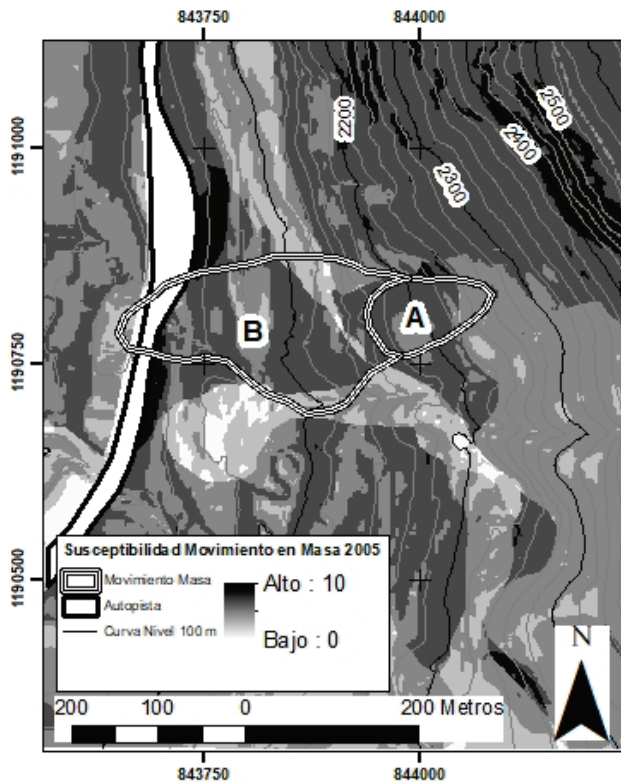 843750 844000
1191000
1190750
1190500
2200
2300
2400
2500
B
A
Susceptibilidad Movimiento en Masa 2005
Movimiento Masa
Autopista
Curva Nivel 100 m
Alto : 10
Bajo : 0
N
200 100 0 200 Metros
843750 844000